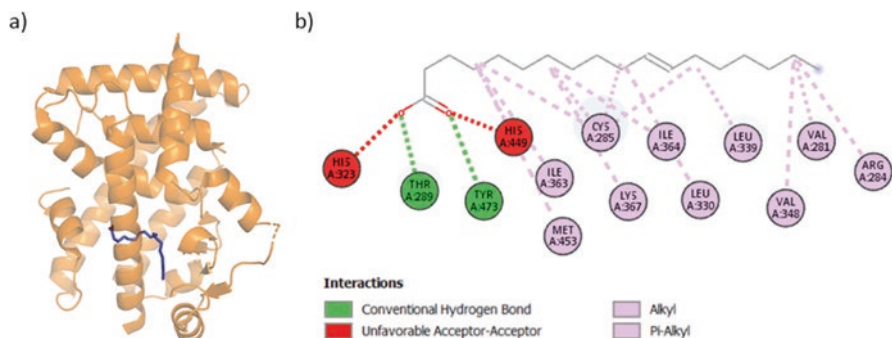 a)
b)
HIS
A:323
THR
A:289
TYR
A:473
HIS
A:449
ILE
A:363
MET
A:453
CYS
A:285
LYS
A:367
ILE
A:364
LEU
A:330
LEU
A:339
VAL
A:348
VAL
A:281
ARG
A:284
Interactions
Conventional Hydrogen Bond
Unfavorable Acceptor-Acceptor
Alkyl
Pi-Alkyl